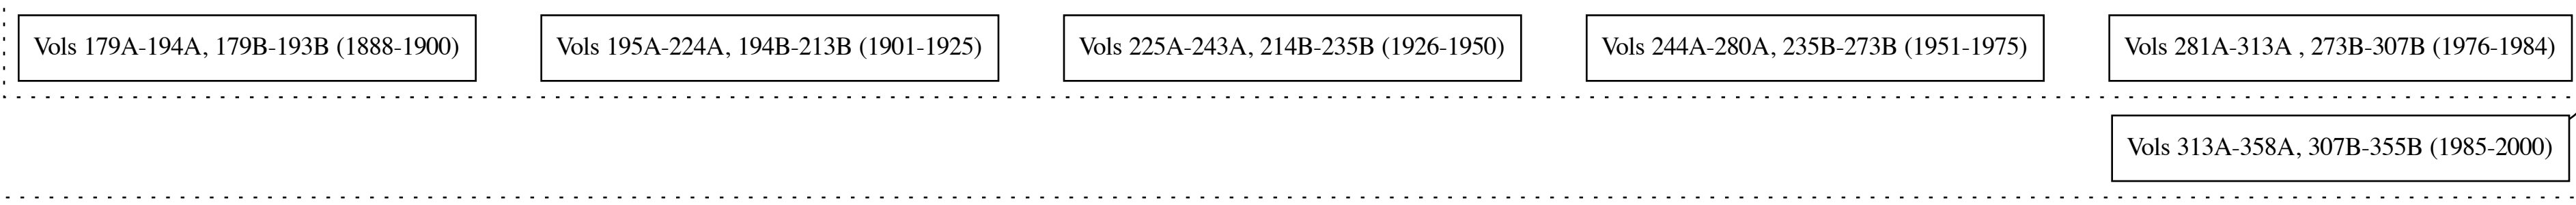 Vols 179A-194A, 179B-193B (1888-1900)
Vols 195A-224A, 194B-213B (1901-1925)
Vols 225A-243A, 214B-235B (1926-1950)
Vols 244A-280A, 235B-273B (1951-1975)
Vols 281A-313A , 273B-307B (1976-1984)
Vols 313A-358A, 307B-355B (1985-2000)